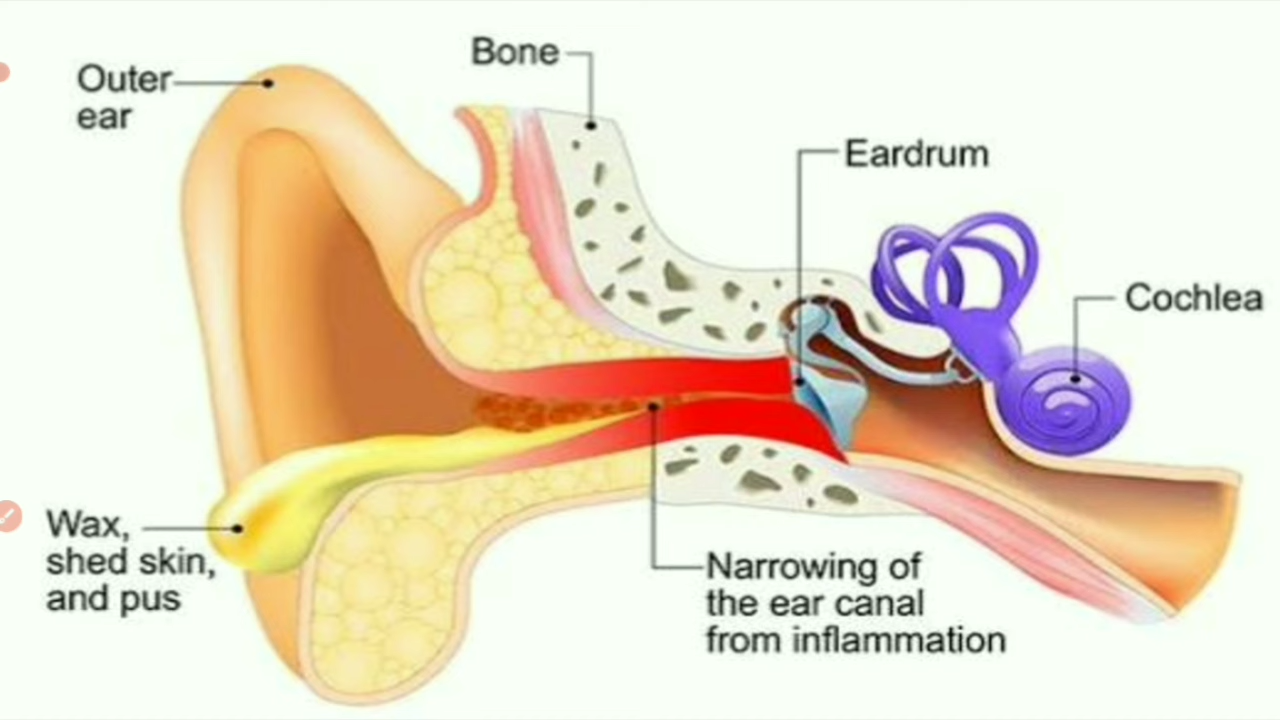 Bone
Outer
ear
Eardrum
Cochlea
Wax,
shed skin,
and pus
Narrowing of
the ear canal
from inflammation